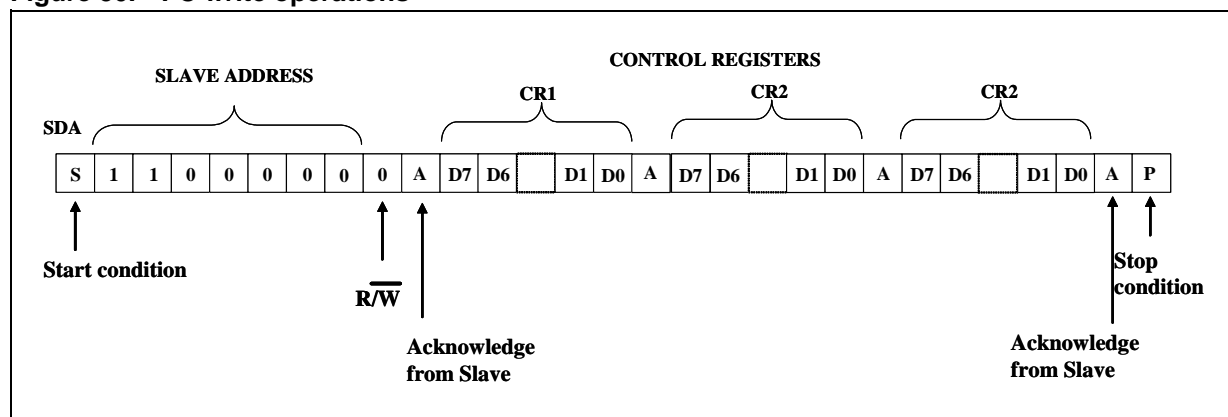 SLAVE ADDRESS
CONTROL REGISTERS
CR1
CR2
CR2
SDA
S 1 1 0 0 0 0 0 0 A D7 D6 D1 D0 A D7 D6 D1 D0 A D7 D6 D1 D0 A P
Start condition
R/W
Stop
condition
Acknowledge
from Slave
Acknowledge
from Slave